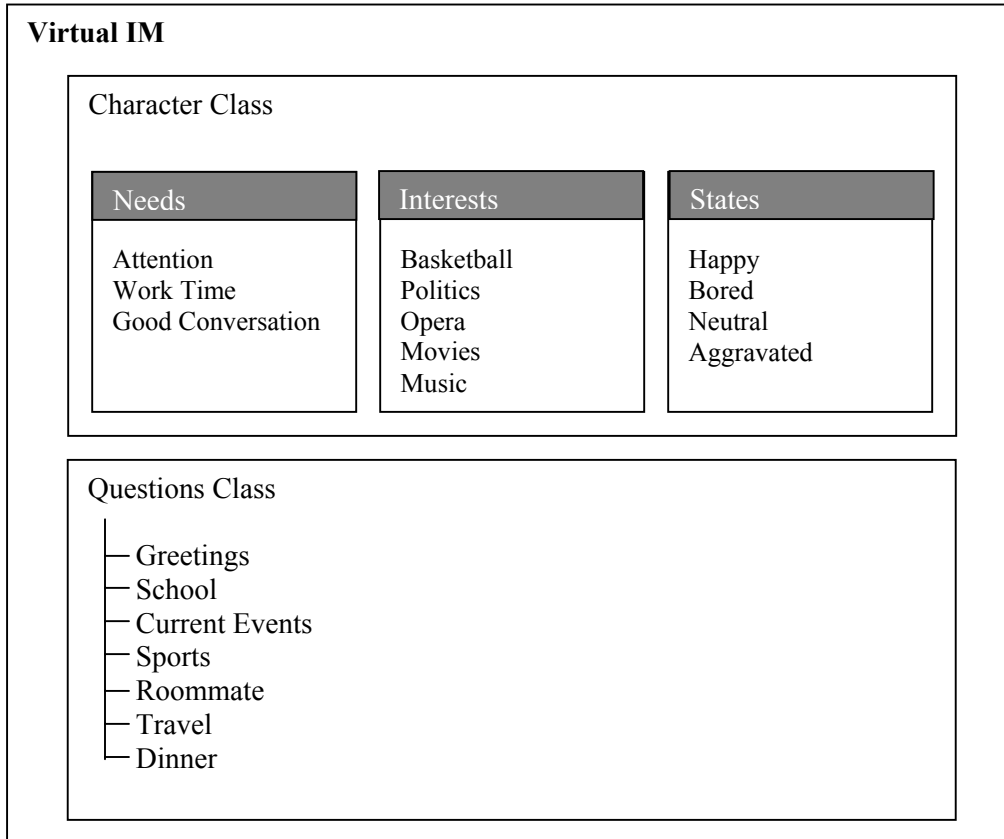 Virtual IM
Character Class
Needs
Attention
Work Time
Good Conversation
Interests
Basketball
Politics
Opera
Movies
Music
States
Happy
Bored
Neutral
Aggravated
Questions Class
Greetings
School
Current Events
Sports
Roommate
Travel
Dinner